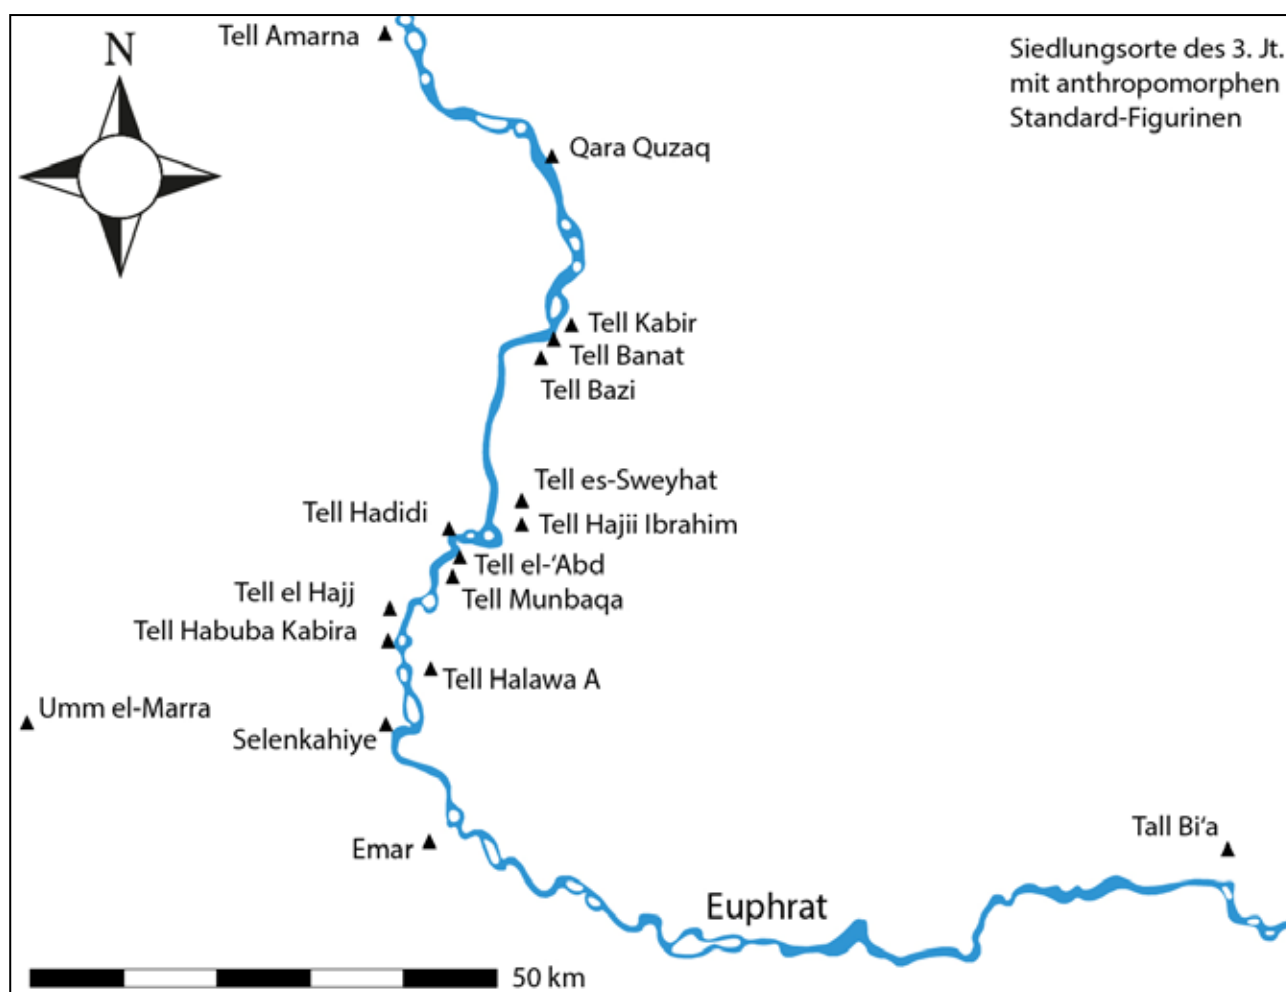 Tell Amarna
N
Siedlungsorte des 3. Jt.
mit anthropomorphen
Standard-Figurinen
Qara Quzaq
Tell Kabir
Tell Banat
Tell Bazi
Tell es-Sweyhat
Tell Hadidi
Tell Hajii Ibrahim
Tell el-‘Abd
Tell Munbaqa
Tell el Hajj
Tell Habuba Kabira
Tell Halawa A
Umm el-Marra
Selenkahiye
Emar
Tall Bi‘a
Euphrat
50 km